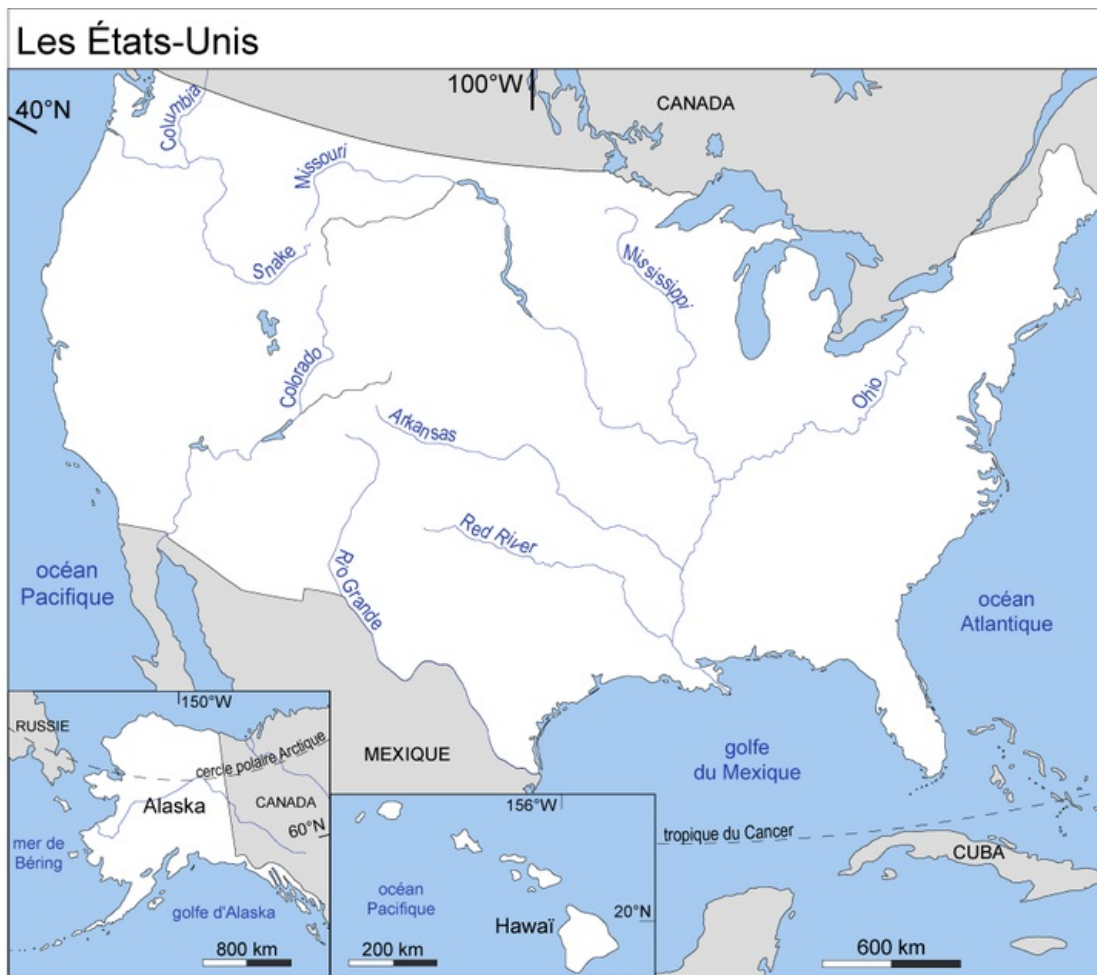 Les États-Unis
40°N
100°W
CANADA
Columbia
Missouri
Snake
Mississippi
Colorado
Ohio
Arkansas
Red River
Río Grande
océan
Pacifique
océan
Atlantique
MEXIQUE
golfe
du Mexique
tropique du Cancer
CUBA
600 km
150°W
RUSSIE
cercle polaire Arctique
Alaska
CANADA
60°N
mer de
Béring
golfe d'Alaska
800 km
156°W
océan
Pacifique
Hawaï
20°N
200 km